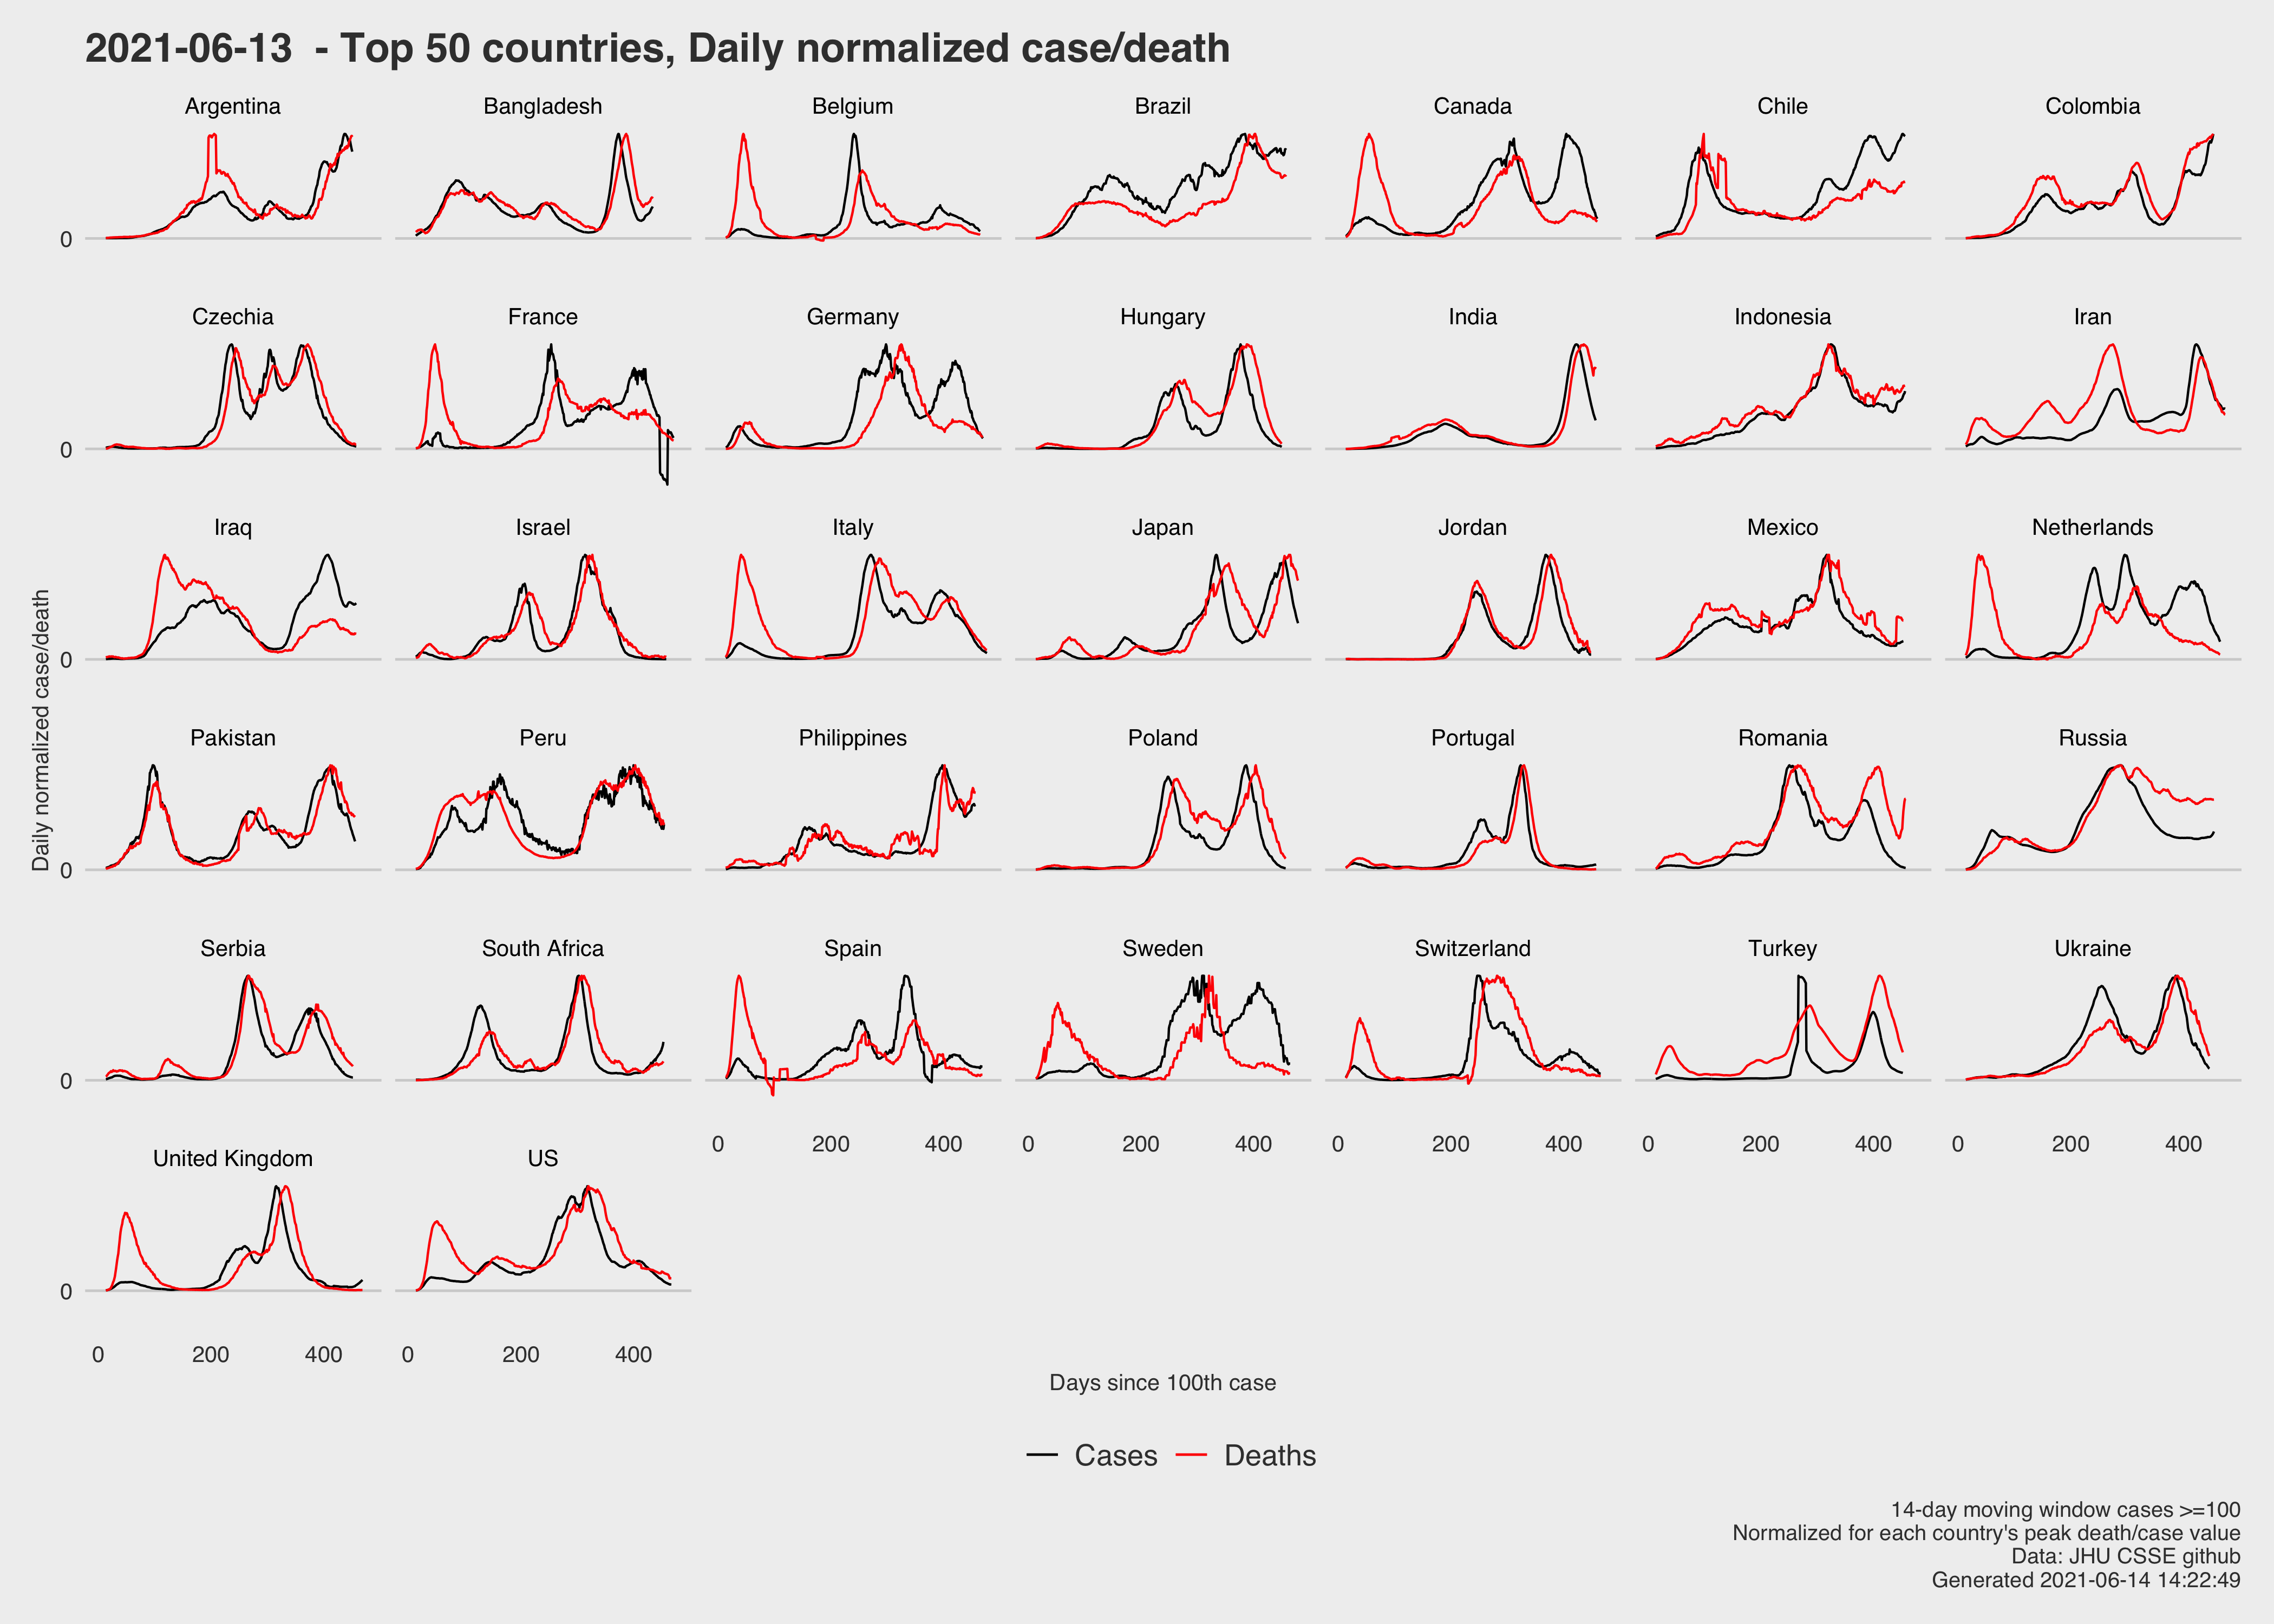 2021-06-13  - Top 50 countries, Daily normalized case/death
Argentina Bangladesh Belgium Brazil Canada Chile Colombia
0
Czechia France Germany Hungary India Indonesia Iran
0
Iraq Israel Italy Japan Jordan Mexico Netherlands
0
Daily normalized case/death
Pakistan Peru Philippines Poland Portugal Romania Russia
0
Serbia South Africa Spain Sweden Switzerland Turkey Ukraine
0
0 200 400 0 200 400 0 200 400 0 200 400 0 200 400
United Kingdom US
0
0 200 400 0 200 400
Days since 100th case
Cases Deaths
14-day moving window cases >=100
Normalized for each country's peak death/case value
Data: JHU CSSE github
Generated 2021-06-14 14:22:49